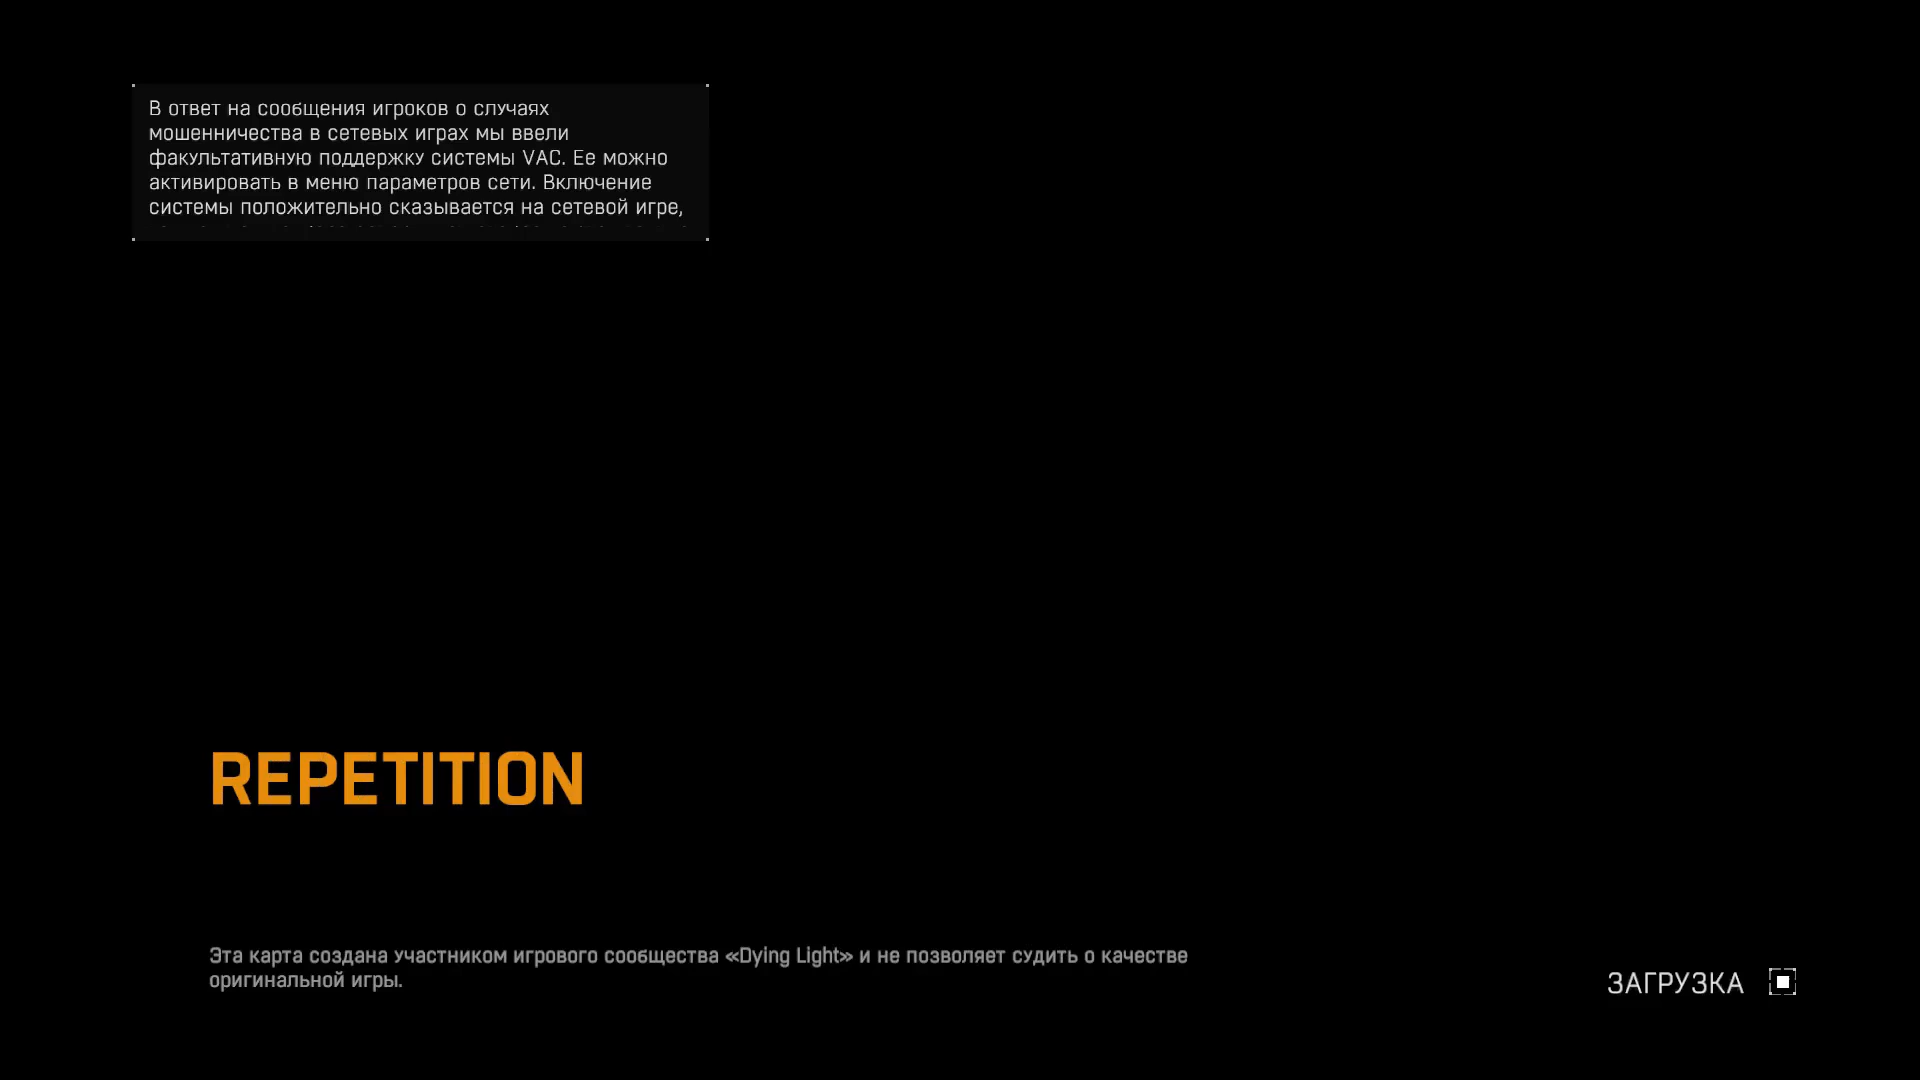 В ответ на сообщения игроков о случаях
мошенничества в сетевых играх мы ввели
факультативную поддержку системы VAC. Ее можно
активировать в меню параметров сети. Включение
системы положительно сказывается на сетевой игре,
REPETITION
Эта карта создана участником игрового сообщества «Dying Light» и не позволяет судить о качестве
оригинальной игры.
ЗАГРУЗКА